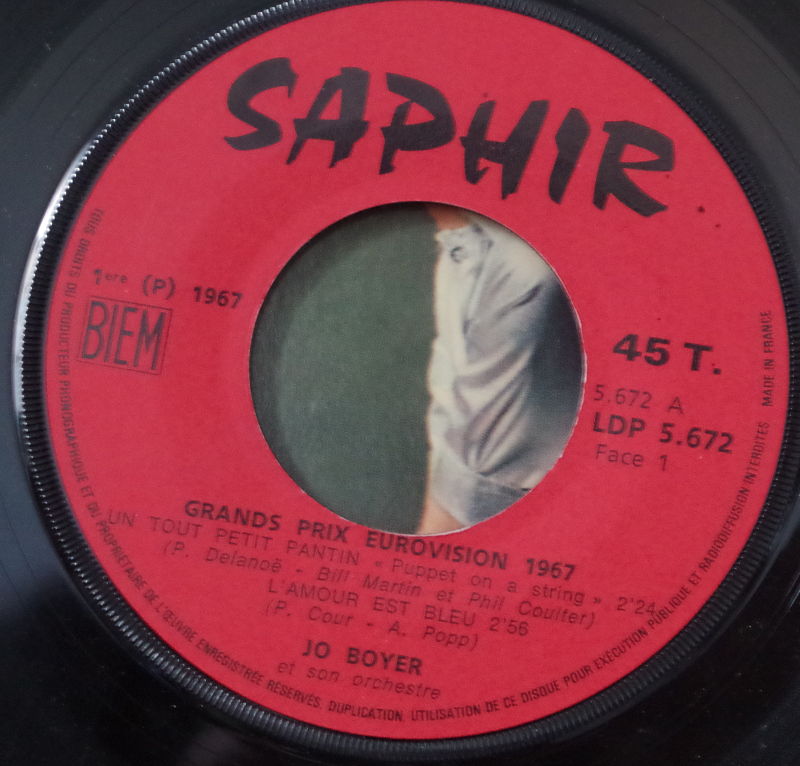 SAPHIR
1ere (P) 1967
BIEM
45 T.
5.672 A
LDP 5.672
Face 1
GRANDS PRIX EUROVISION 1967
UN TOUT PETIT PANTIN « Puppet on a string » 2'24
(P. Delanoë - Bill Martin et Phil Coulter)
L'AMOUR EST BLEU 2'56
(P. Cour - A. Popp)
JO BOYER
et son orchestre
TOUS DROITS DU PRODUCTEUR PHONOGRAPHIQUE ET DU PROPRIÉTAIRE DE L'ŒUVRE ENREGISTRÉE RÉSERVÉS. DUPLICATION, UTILISATION DE CE DISQUE POUR EXÉCUTION PUBLIQUE ET RADIODIFFUSION INTERDITES MADE IN FRANCE